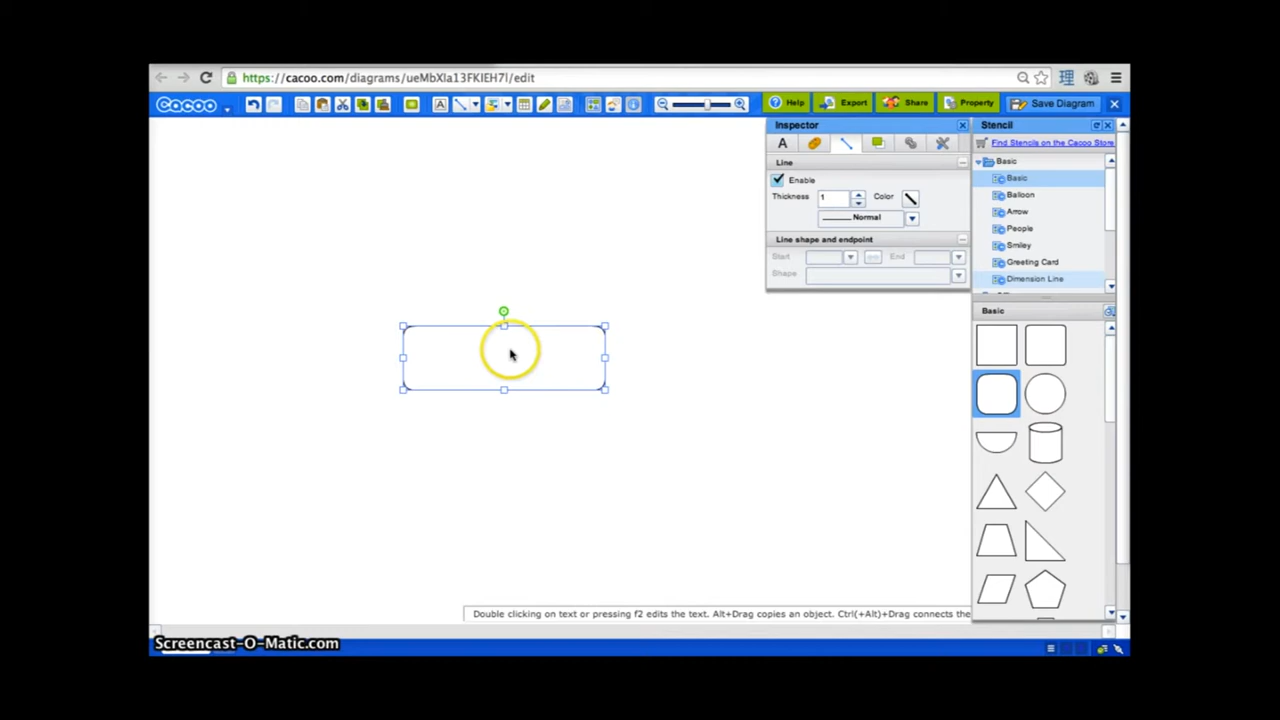 https://cacoo.com/diagrams/ueMbXIa13FKIEH7I/edit
Cacoo
Help
Export
Share
Property
Save Diagram
Inspector
A
Line
Enable
Thickness
1
Color
Normal
Line shape and endpoint
Start
End
Shape
Stencil
Find Stencils on the Cacoo Store
Basic
Basic
Balloon
Arrow
People
Smiley
Greeting Card
Dimension Line
Basic
Double clicking on text or pressing f2 edits the text. Alt+Drag copies an object. Ctrl(+Alt)+Drag connects the
Screencast-O-Matic.com